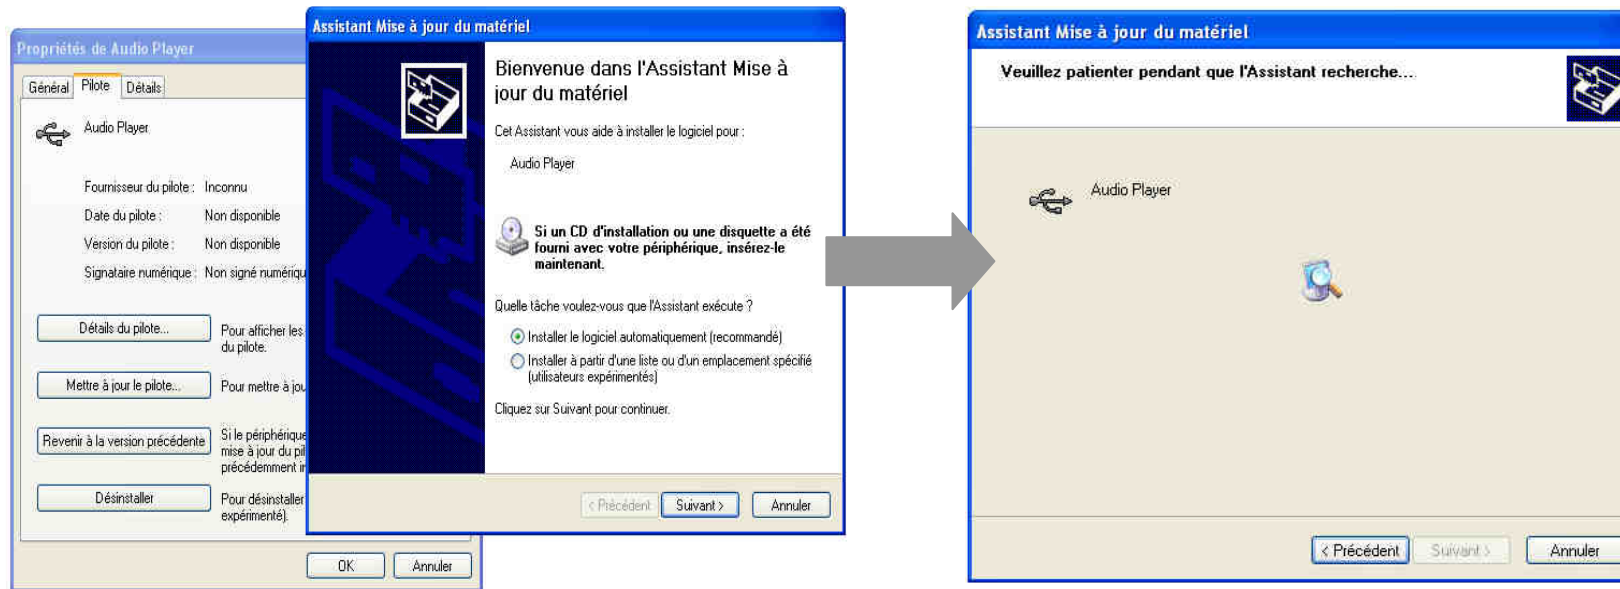 Propriétés de Audio Player
Général Pilote Détails
Audio Player
Fournisseur du pilote : Inconnu
Date du pilote : Non disponible
Version du pilote : Non disponible
Signataire numérique : Non signé numériqu
Détails du pilote... Pour afficher les
du pilote.
Mettre à jour le pilote... Pour mettre à jou
Revenir à la version précédente Si le périphérique
mise à jour du pil
précédemment in
Désinstaller Pour désinstaller
expérimenté).
OK Annuler
Assistant Mise à jour du matériel
Bienvenue dans l'Assistant Mise à
jour du matériel
Cet Assistant vous aide à installer le logiciel pour :
Audio Player
Si un CD d'installation ou une disquette a été
fourni avec votre périphérique, insérez-le
maintenant.
Quelle tâche voulez-vous que l'Assistant exécute ?
Installer le logiciel automatiquement (recommandé)
Installer à partir d'une liste ou d'un emplacement spécifié
(utilisateurs expérimentés)
Cliquez sur Suivant pour continuer.
< Précédent Suivant > Annuler
Assistant Mise à jour du matériel
Veuillez patienter pendant que l'Assistant recherche...
Audio Player
< Précédent Suivant > Annuler